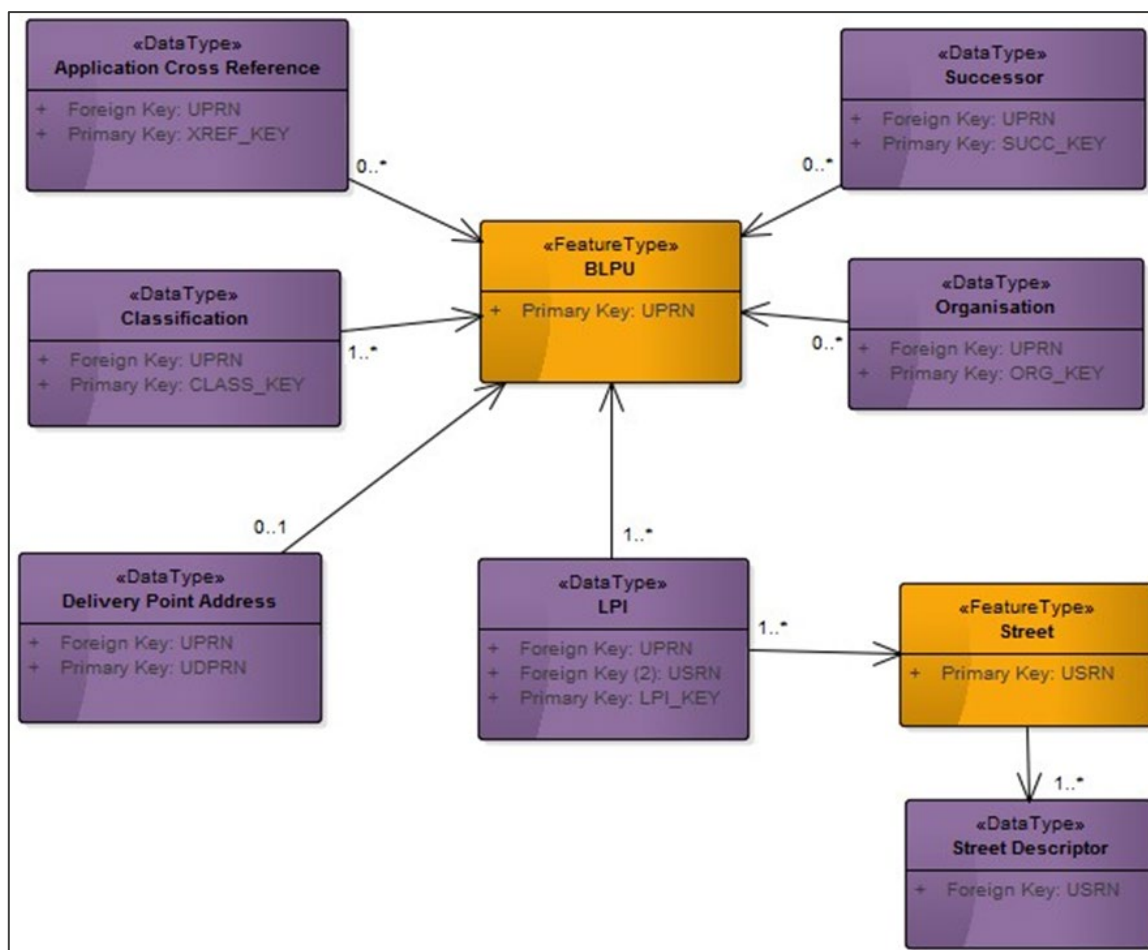 «DataType»
Application Cross Reference
+ Foreign Key: UPRN
+ Primary Key: XREF_KEY
0..*
«DataType»
Successor
+ Foreign Key: UPRN
+ Primary Key: SUCC_KEY
0..*
«FeatureType»
BLPU
+ Primary Key: UPRN
«DataType»
Classification
+ Foreign Key: UPRN
+ Primary Key: CLASS_KEY
1..*
«DataType»
Organisation
+ Foreign Key: UPRN
+ Primary Key: ORG_KEY
0..*
0..1
«DataType»
Delivery Point Address
+ Foreign Key: UPRN
+ Primary Key: UDPRN
1..*
«DataType»
LPI
+ Foreign Key: UPRN
+ Foreign Key (2): USRN
+ Primary Key: LPI_KEY
1..*
«FeatureType»
Street
+ Primary Key: USRN
1..*
«DataType»
Street Descriptor
+ Foreign Key: USRN